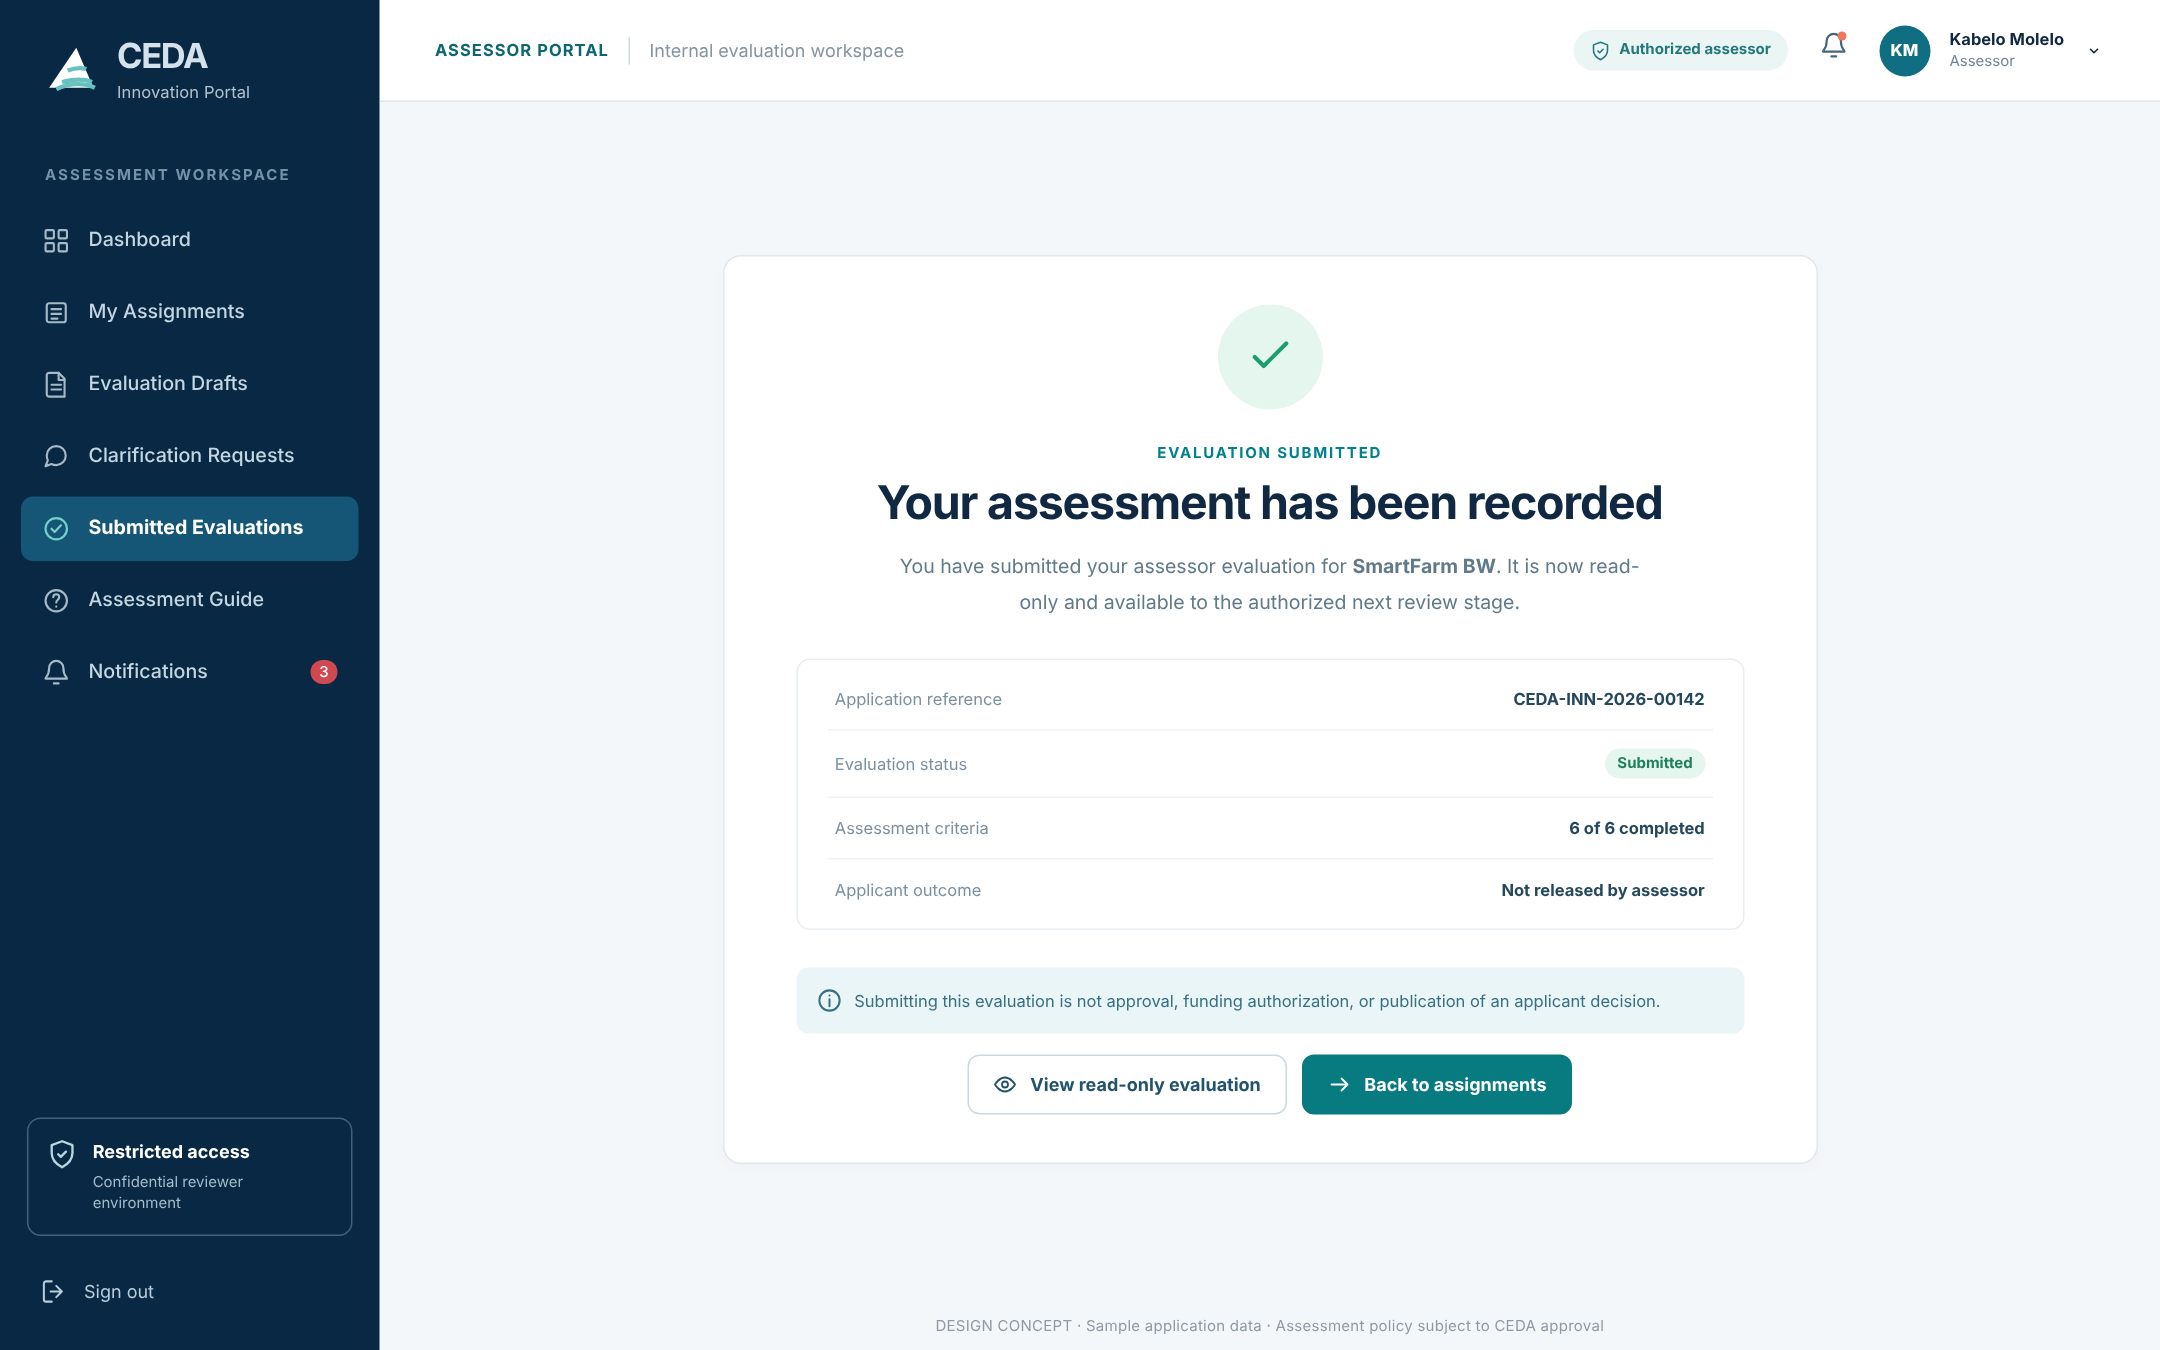 CEDA
Innovation Portal
ASSESSMENT WORKSPACE
Dashboard
My Assignments
Evaluation Drafts
Clarification Requests
Submitted Evaluations
Assessment Guide
Notifications 3
Restricted access
Confidential reviewer
environment
Sign out
ASSESSOR PORTAL Internal evaluation workspace
Authorized assessor
KM
Kabelo Molelo
Assessor
EVALUATION SUBMITTED
Your assessment has been recorded
You have submitted your assessor evaluation for SmartFarm BW. It is now read-
only and available to the authorized next review stage.
Application reference CEDA-INN-2026-00142
Evaluation status Submitted
Assessment criteria 6 of 6 completed
Applicant outcome Not released by assessor
Submitting this evaluation is not approval, funding authorization, or publication of an applicant decision.
View read-only evaluation
Back to assignments
DESIGN CONCEPT · Sample application data · Assessment policy subject to CEDA approval